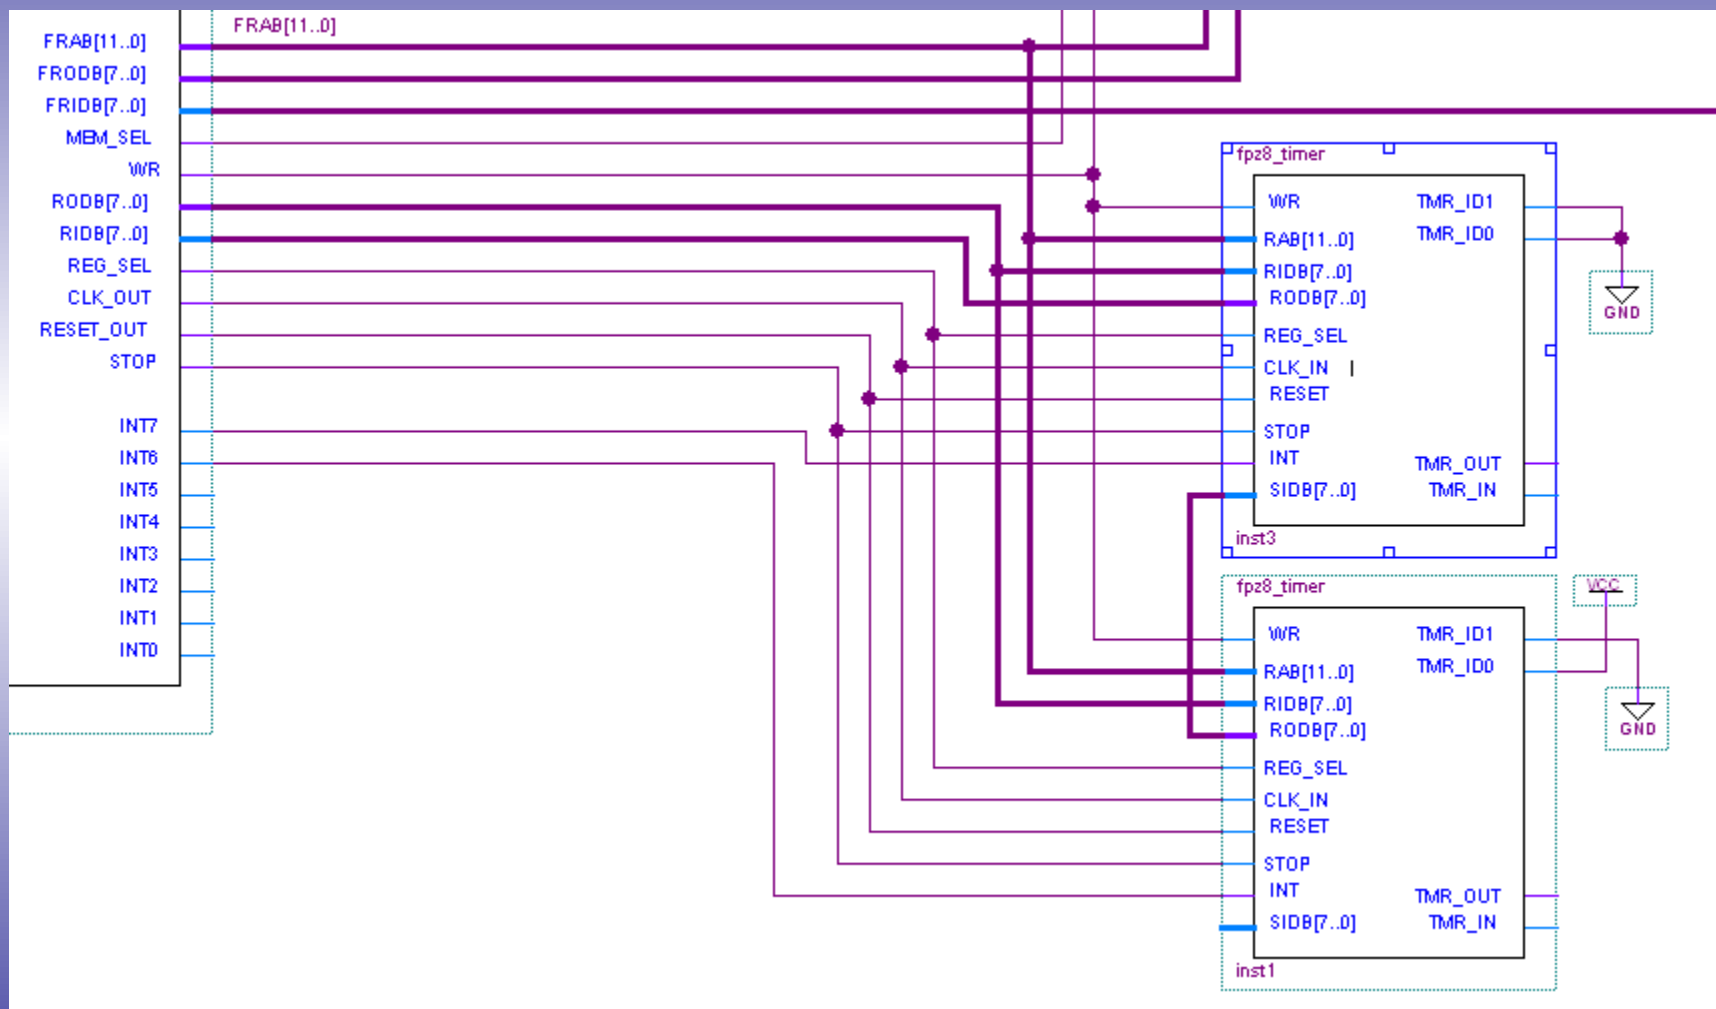 FRAB[11..0]
FRAB[11..0]
FRODB[7..0]
FRIDB[7..0]
MEM_SEL
WR
RODB[7..0]
RIDB[7..0]
REG_SEL
CLK_OUT
RESET_OUT
STOP
INT7
INT6
INT5
INT4
INT3
INT2
INT1
INT0
fpz8_timer
WR TMR_ID1
RAB[11..0] TMR_ID0
RIDB[7..0]
RODB[7..0]
REG_SEL
CLK_IN
RESET
STOP
INT TMR_OUT
SIDB[7..0] TMR_IN
inst3
GND
fpz8_timer
VCC
WR TMR_ID1
RAB[11..0] TMR_ID0
RIDB[7..0]
RODB[7..0]
REG_SEL
CLK_IN
RESET
STOP
INT TMR_OUT
SIDB[7..0] TMR_IN
inst1
GND